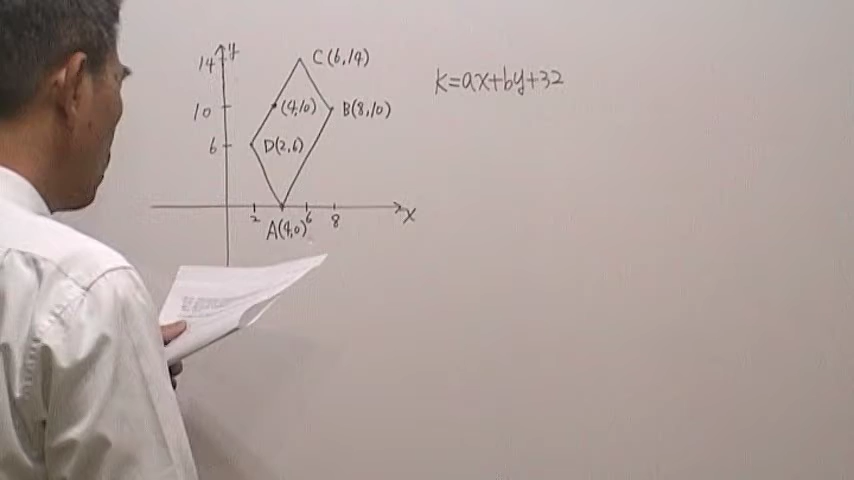 y
14
C(6,14)
K=ax+by+32
10
(4,10)
B(8,10)
6
D(2,6)
2
6
8
x
A(4,0)